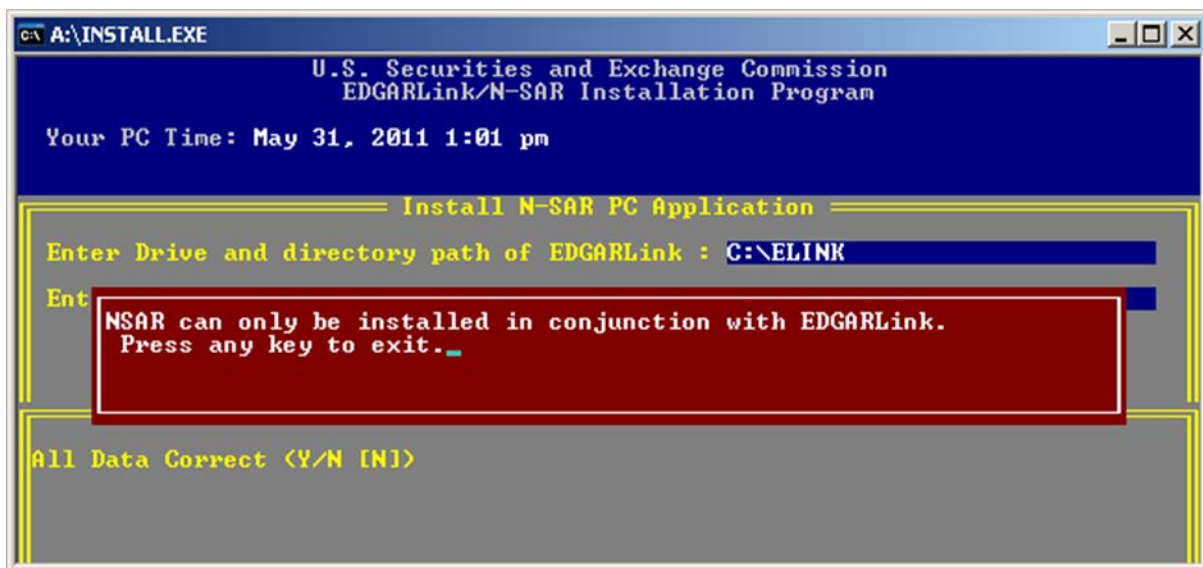 A:\INSTALL.EXE
U.S. Securities and Exchange Commission
EDGARLink/N-SAR Installation Program
Your PC Time: May 31, 2011 1:01 pm
Install N-SAR PC Application
Enter Drive and directory path of EDGARLink : C:\ELINK
Ent
NSAR can only be installed in conjunction with EDGARLink.
Press any key to exit.
All Data Correct (Y/N [N])